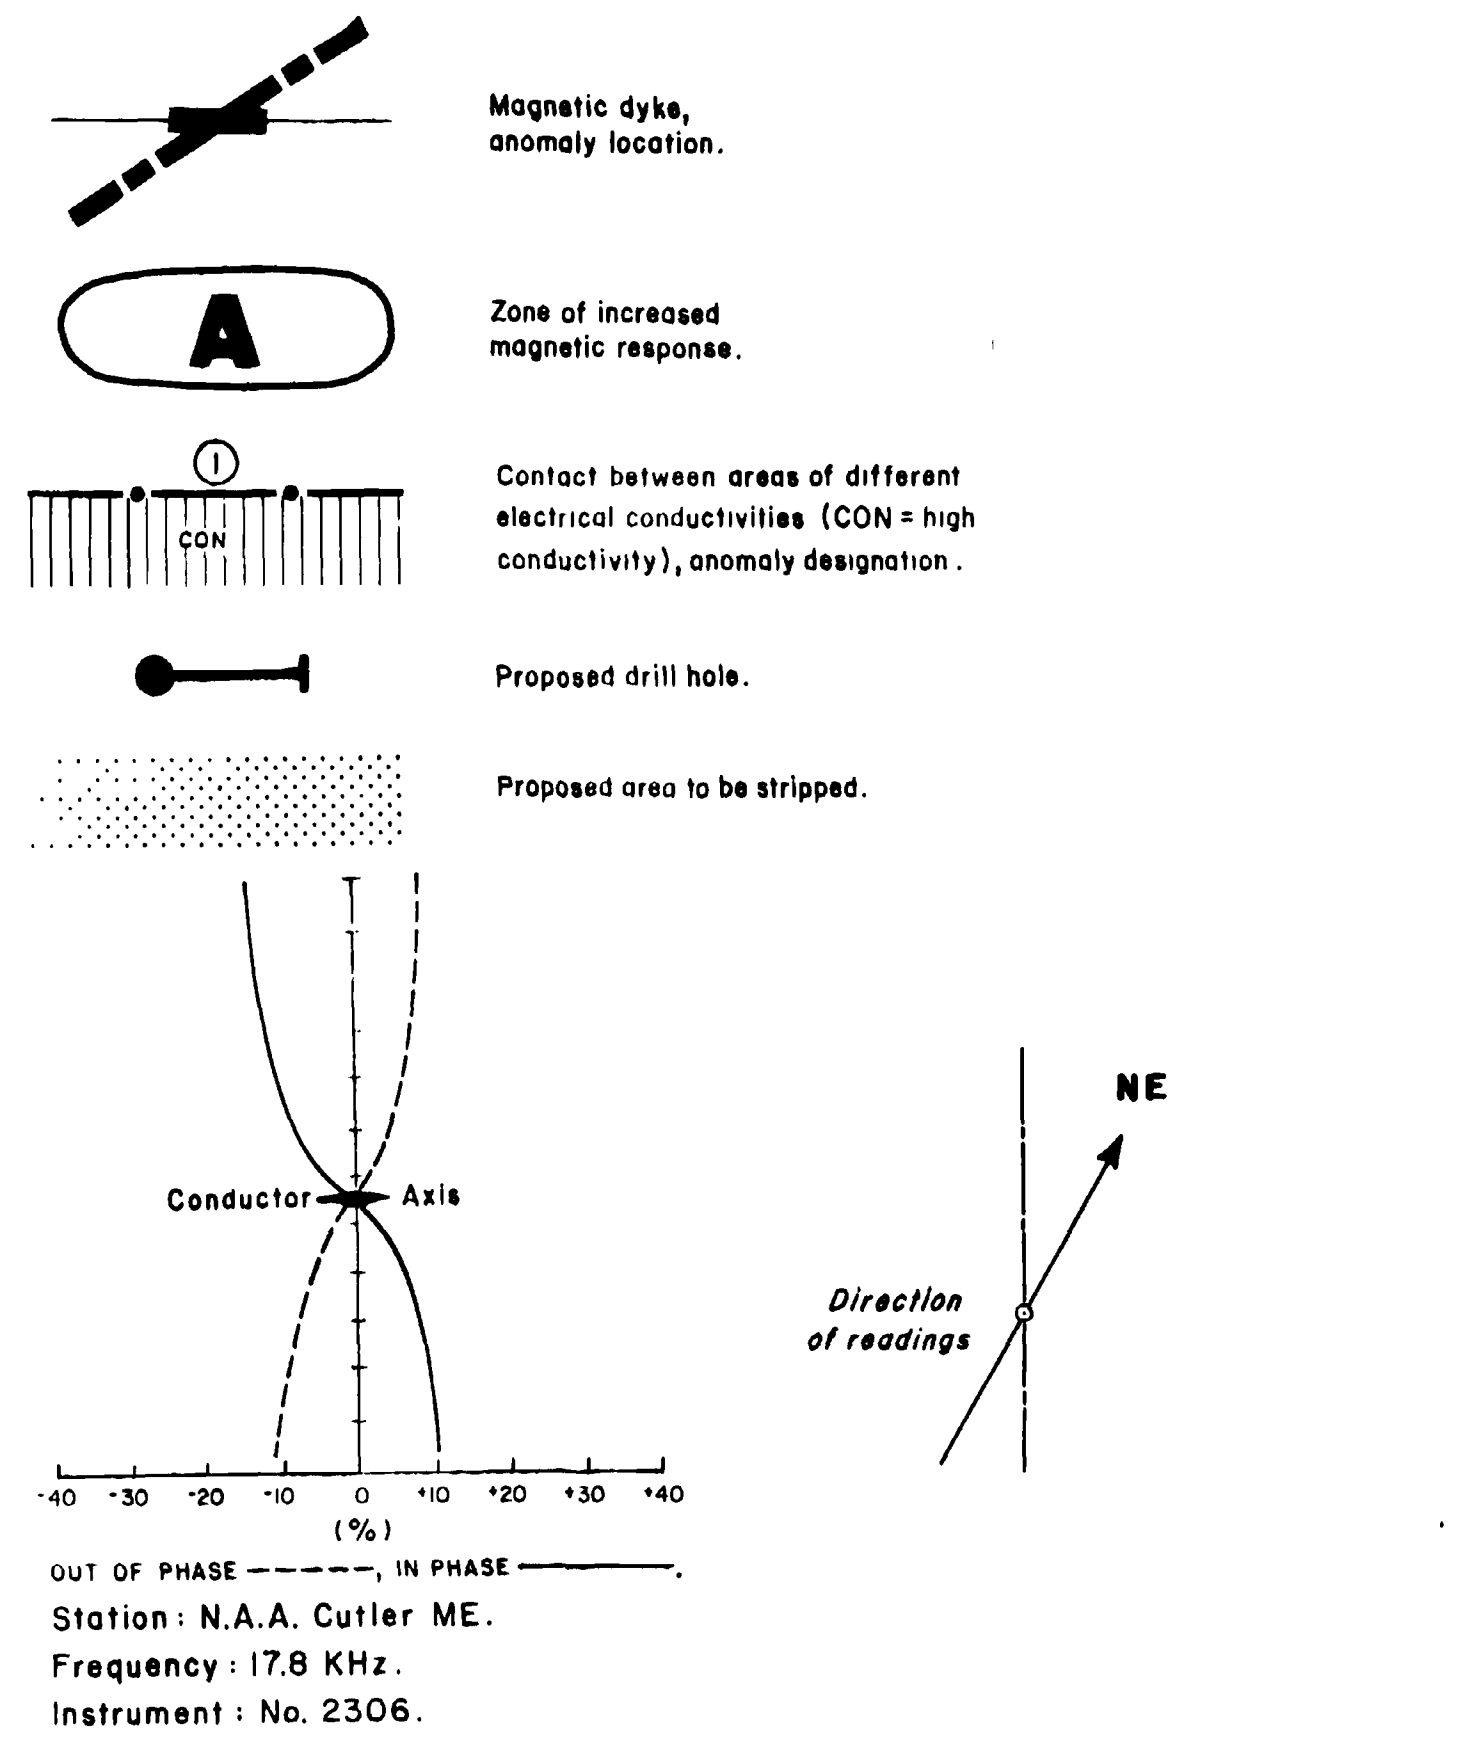 Magnetic dyke,
anomaly location.
A
Zone of increased
magnetic response.
1
CON
Contact between areas of different
electrical conductivities (CON = high
conductivity), anomaly designation.
Proposed drill hole.
Proposed area to be stripped.
Conductor Axis
NE
Direction
of readings
-40 -30 -20 -10 0 +10 +20 +30 +40
(%)
OUT OF PHASE ------, IN PHASE ———.
Station: N.A.A. Cutler ME.
Frequency: 17.8 KHz.
Instrument: No. 2306.